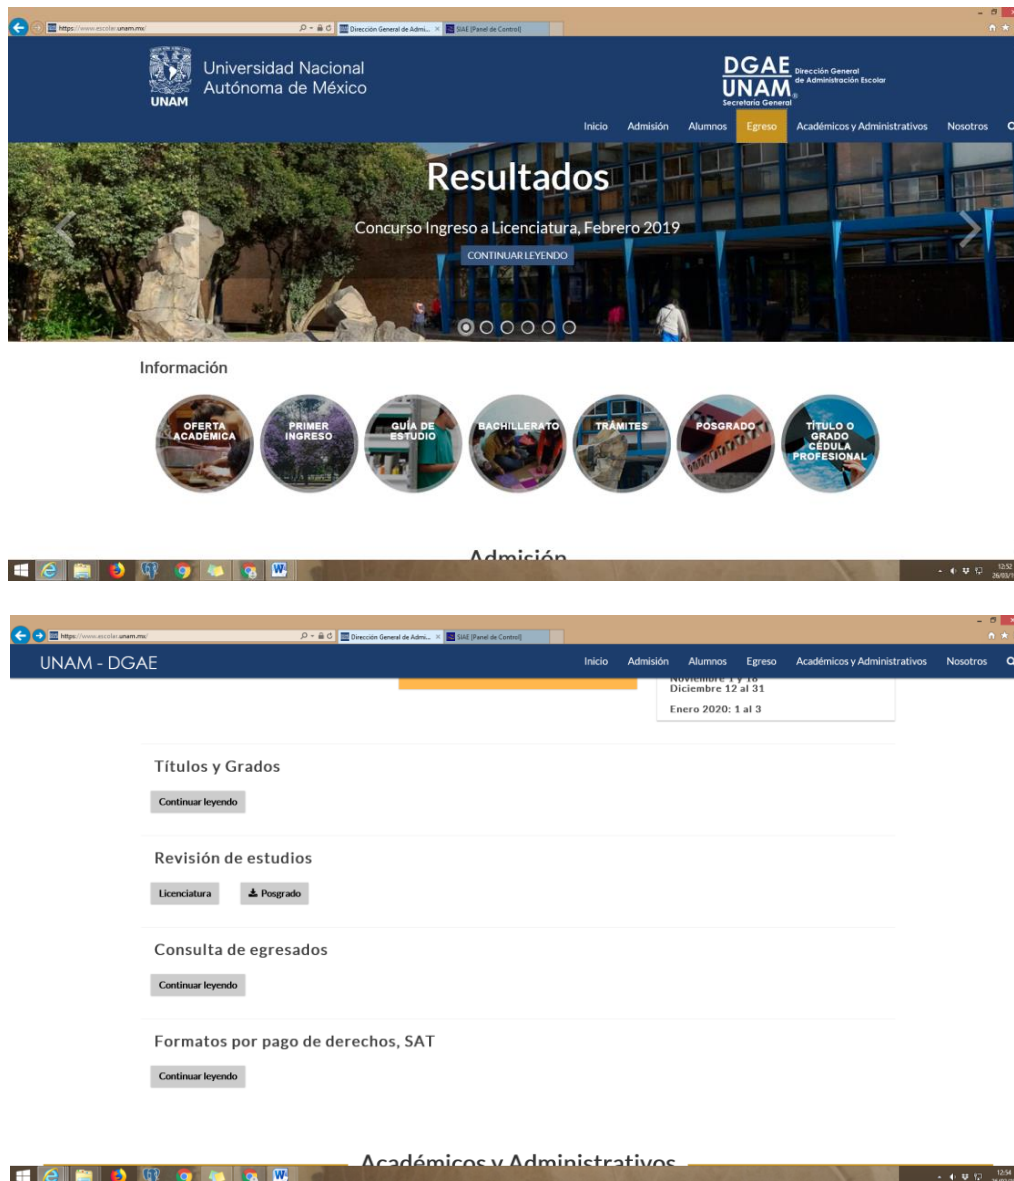 https://www.escolar.unam.mx/
Dirección General de Admi...
SIAE [Panel de Control]
UNAM
Universidad Nacional
Autónoma de México
DGAE
UNAM
Secretaría General
Dirección General
de Administración Escolar
Inicio Admisión Alumnos Egreso Académicos y Administrativos Nosotros
Resultados
Concurso Ingreso a Licenciatura, Febrero 2019
CONTINUAR LEYENDO
Información
OFERTA
ACADÉMICA
PRIMER
INGRESO
GUÍA DE
ESTUDIO
BACHILLERATO
TRÁMITES
POSGRADO
TÍTULO O
GRADO
CÉDULA
PROFESIONAL
Admisión
12:52
26/03/1
https://www.escolar.unam.mx/
Dirección General de Admi...
SIAE [Panel de Control]
UNAM - DGAE
Inicio Admisión Alumnos Egreso Académicos y Administrativos Nosotros
Noviembre 1 y 18
Diciembre 12 al 31
Enero 2020: 1 al 3
Títulos y Grados
Continuar leyendo
Revisión de estudios
Licenciatura Posgrado
Consulta de egresados
Continuar leyendo
Formatos por pago de derechos, SAT
Continuar leyendo
Académicos y Administrativos
12:54